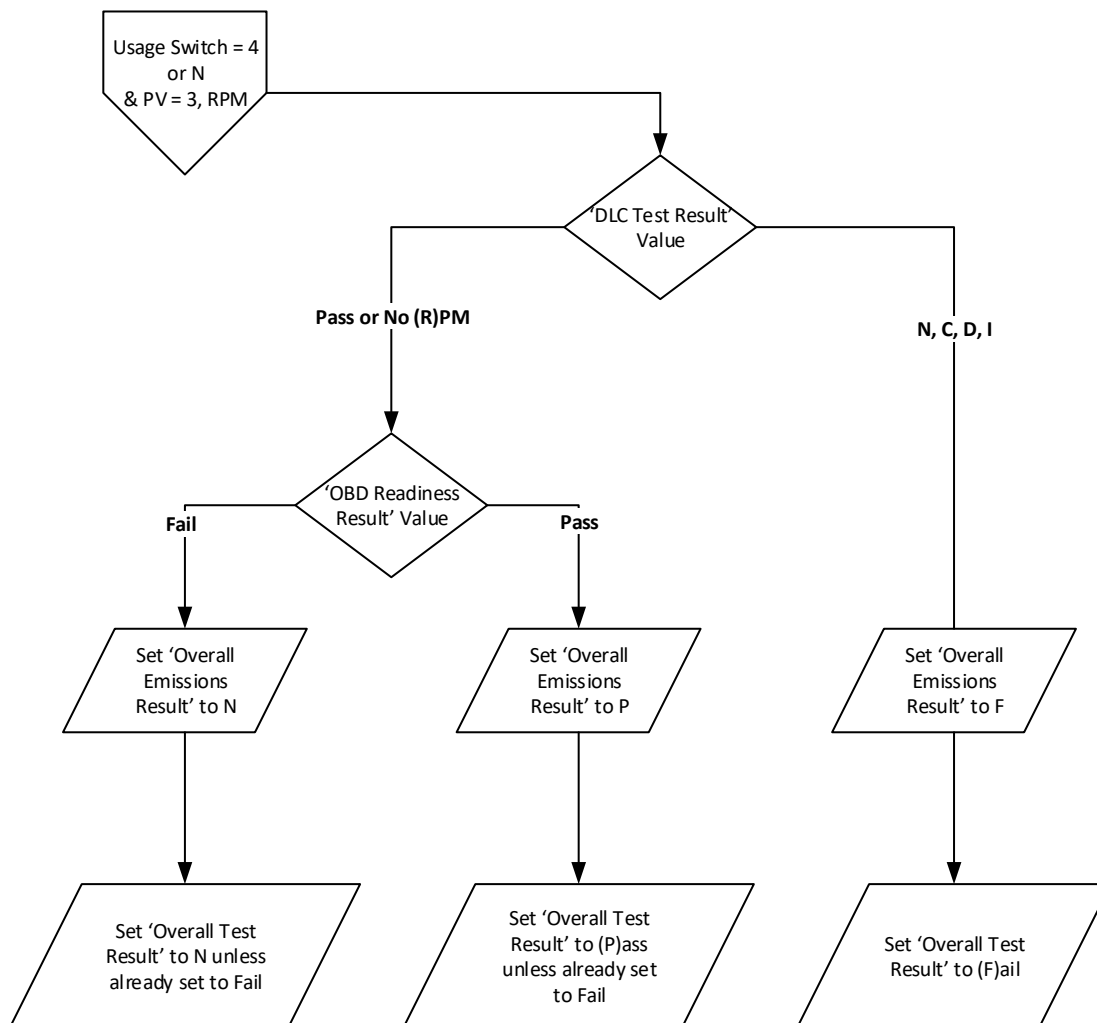 Usage Switch = 4
or N
& PV = 3, RPM
‘DLC Test Result’
Value
Pass or No (R)PM
N, C, D, I
‘OBD Readiness
Result’ Value
Fail
Pass
Set ‘Overall
Emissions
Result’ to N
Set ‘Overall
Emissions
Result’ to P
Set ‘Overall
Emissions
Result’ to F
Set ‘Overall Test
Result’ to N unless
already set to Fail
Set ‘Overall Test
Result’ to (P)ass
unless already set
to Fail
Set ‘Overall Test
Result’ to (F)ail